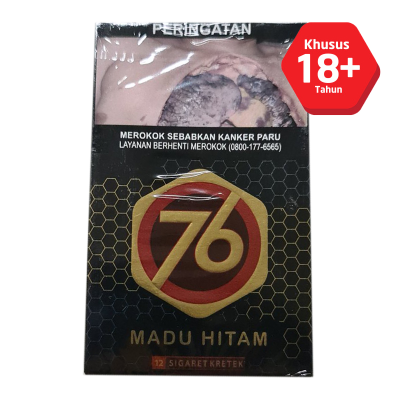 PERINGATAN
Khusus
18+
Tahun
MEROKOK SEBABKAN KANKER PARU
LAYANAN BERHENTI MEROKOK (0800-177-6565)
76
MADU HITAM
12 SIGARET KRETEK